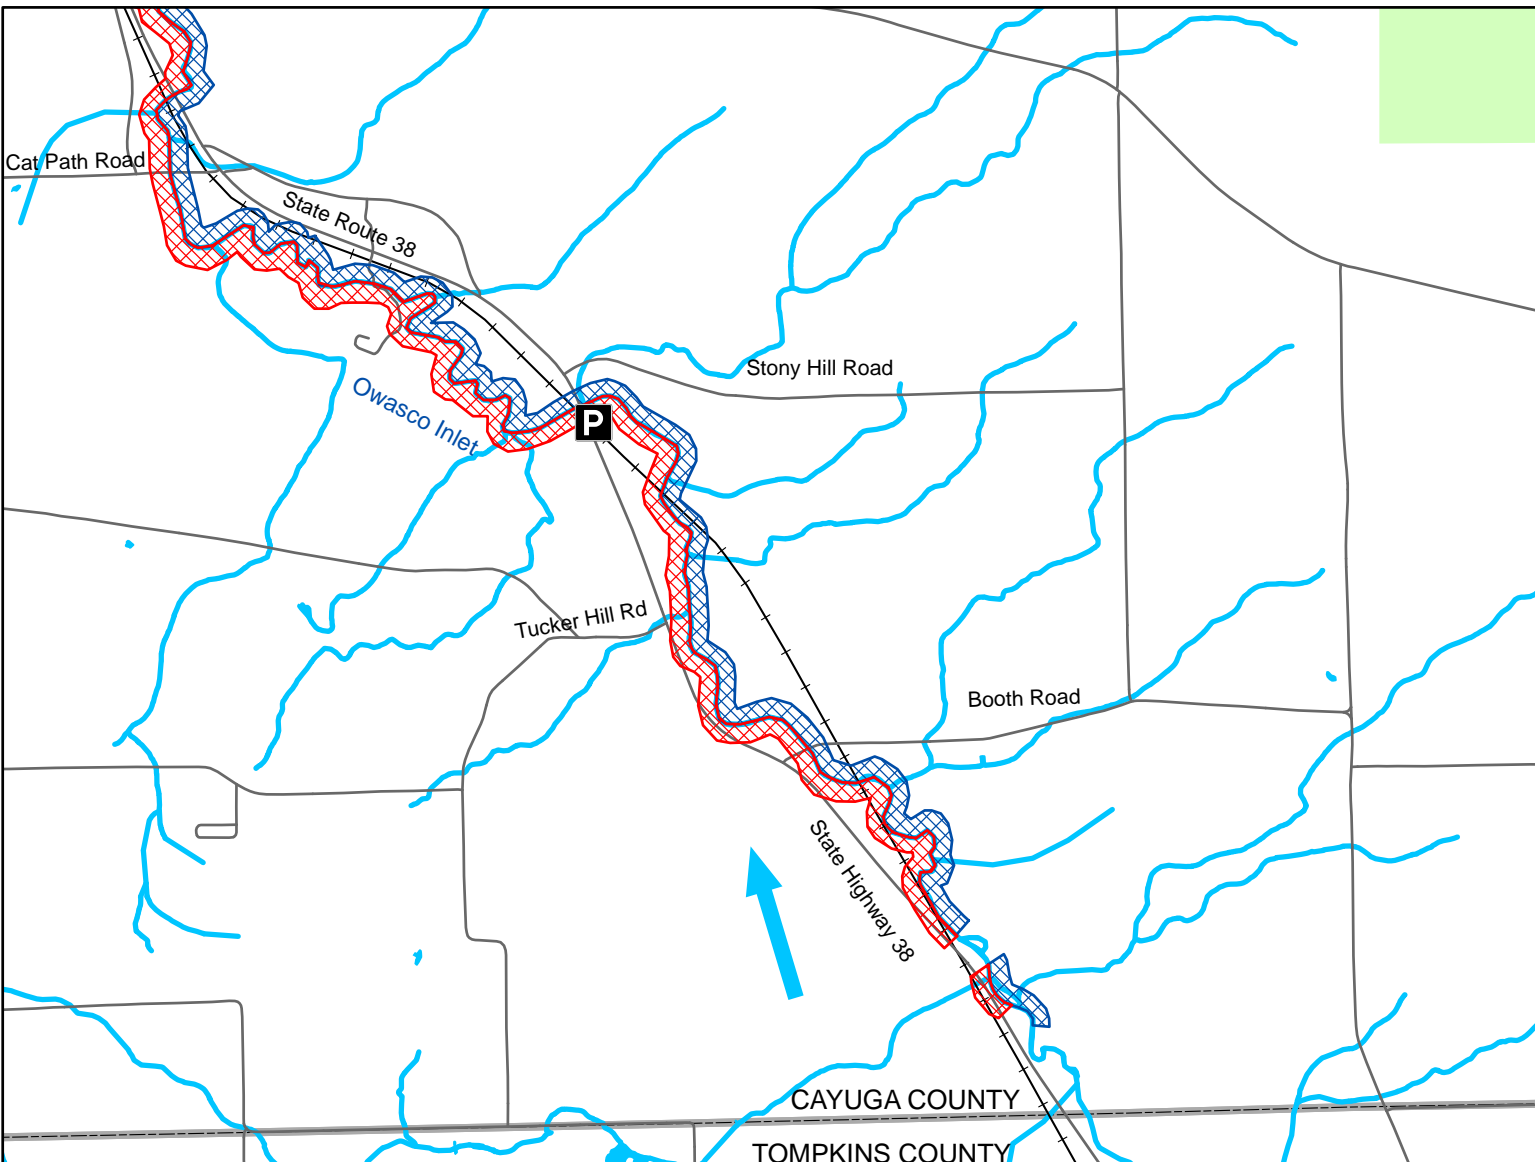 Cat Path Road
State Route 38
Stony Hill Road
Owasco Inlet
P
Tucker Hill Rd
Booth Road
State Highway 38
CAYUGA COUNTY
TOMPKINS COUNTY